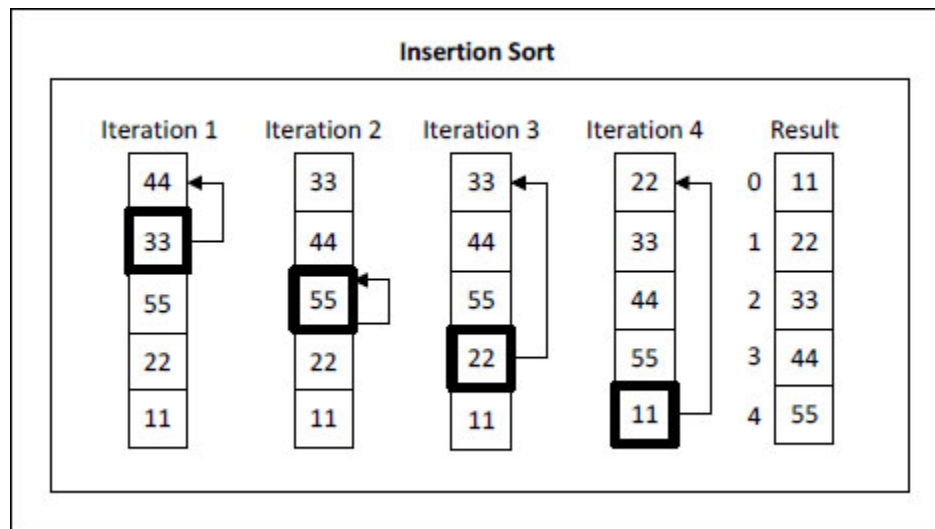 Insertion Sort
Iteration 1 Iteration 2 Iteration 3 Iteration 4 Result
44 33 33 22 0 11
33 44 44 33 1 22
55 55 55 44 2 33
22 22 22 55 3 44
11 11 11 11 4 55